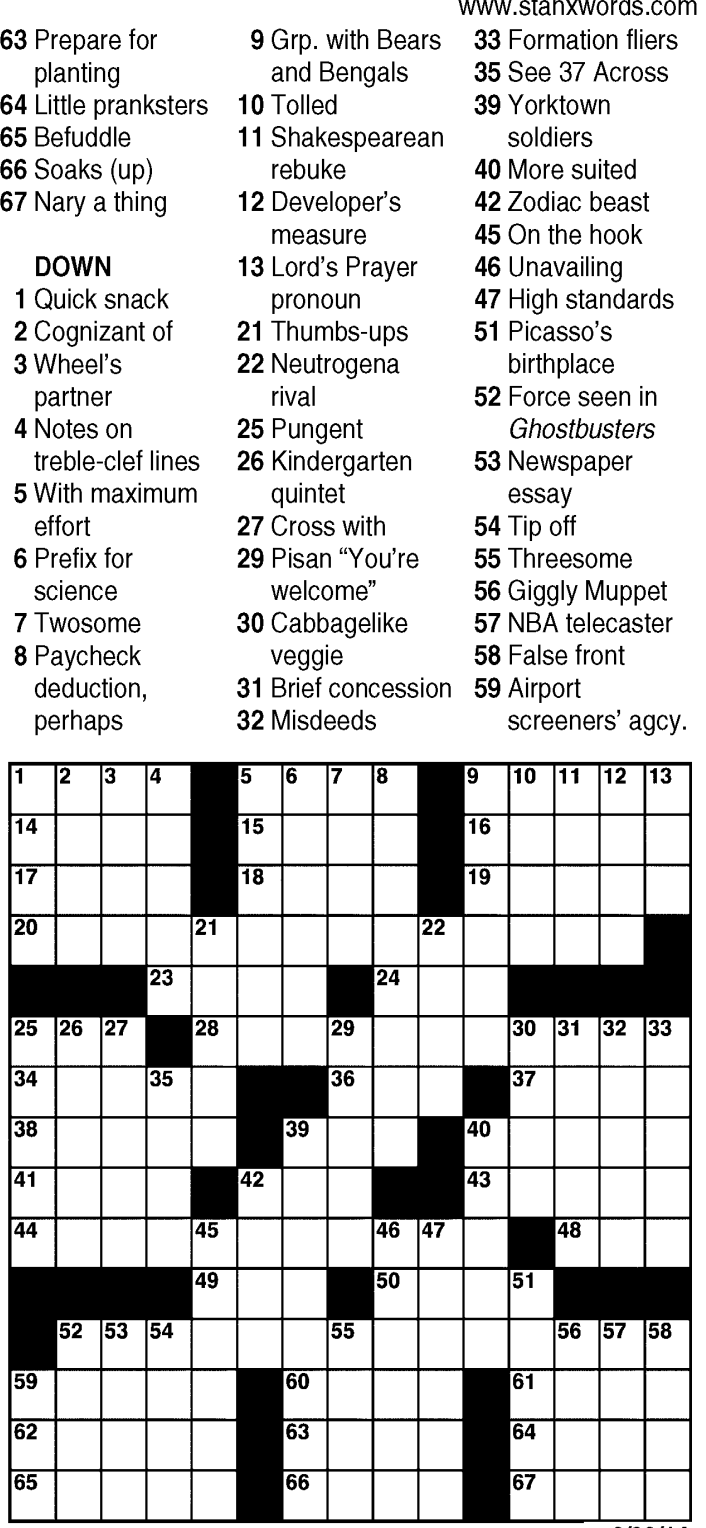 www.stanxwords.com
63 Prepare for
planting
64 Little pranksters
65 Befuddle
66 Soaks (up)
67 Nary a thing
DOWN
1 Quick snack
2 Cognizant of
3 Wheel's
partner
4 Notes on
treble-clef lines
5 With maximum
effort
6 Prefix for
science
7 Twosome
8 Paycheck
deduction,
perhaps
9 Grp. with Bears
and Bengals
10 Tolled
11 Shakespearean
rebuke
12 Developer's
measure
13 Lord's Prayer
pronoun
21 Thumbs-ups
22 Neutrogena
rival
25 Pungent
26 Kindergarten
quintet
27 Cross with
29 Pisan "You're
welcome"
30 Cabbagelike
veggie
31 Brief concession
32 Misdeeds
33 Formation fliers
35 See 37 Across
39 Yorktown
soldiers
40 More suited
42 Zodiac beast
45 On the hook
46 Unavailing
47 High standards
51 Picasso's
birthplace
52 Force seen in
Ghostbusters
53 Newspaper
essay
54 Tip off
55 Threesome
56 Giggly Muppet
57 NBA telecaster
58 False front
59 Airport
screeners' agcy.
1 2 3 4 5 6 7 8 9 10 11 12 13
14 15 16
17 18 19
20 21 22
23 24
25 26 27 28 29 30 31 32 33
34 35 36 37
38 39 40
41 42 43
44 45 46 47 48
49 50 51
52 53 54 55 56 57 58
59 60 61
62 63 64
65 66 67